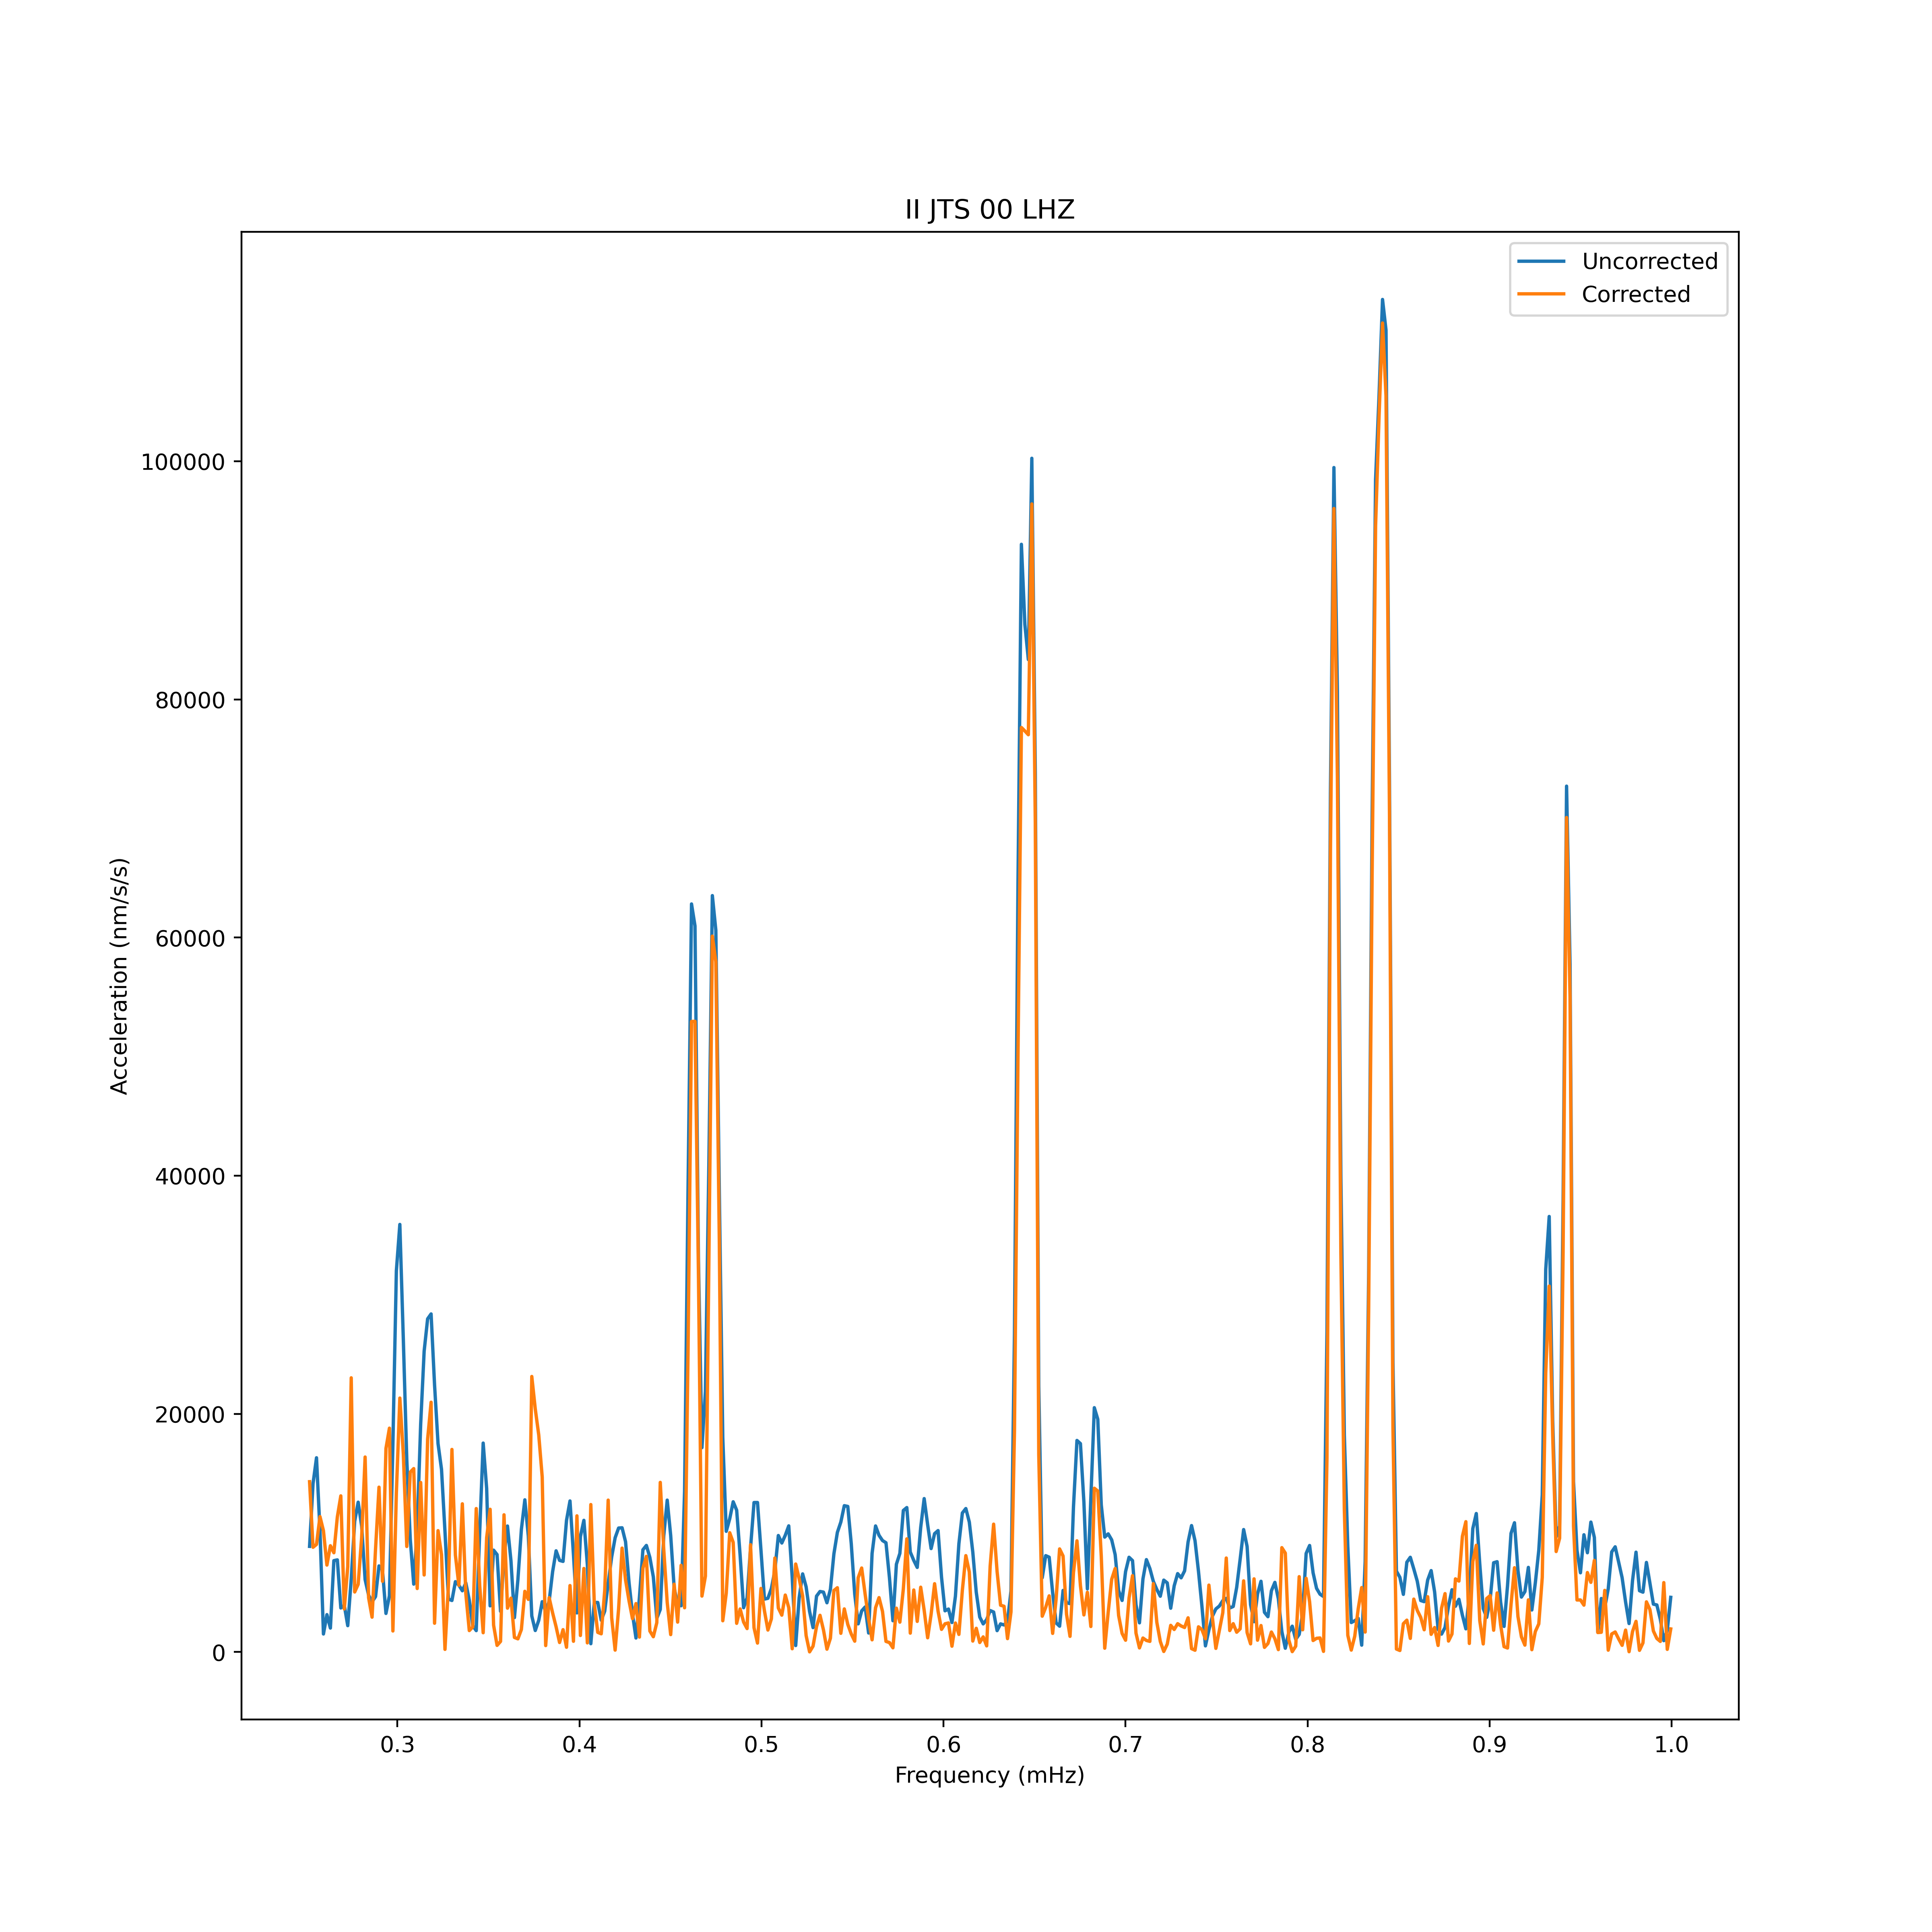 II JTS 00 LHZ
Uncorrected
Corrected
100000
80000
60000
40000
20000
0
Acceleration (nm/s/s)
0.3 0.4 0.5 0.6 0.7 0.8 0.9 1.0
Frequency (mHz)